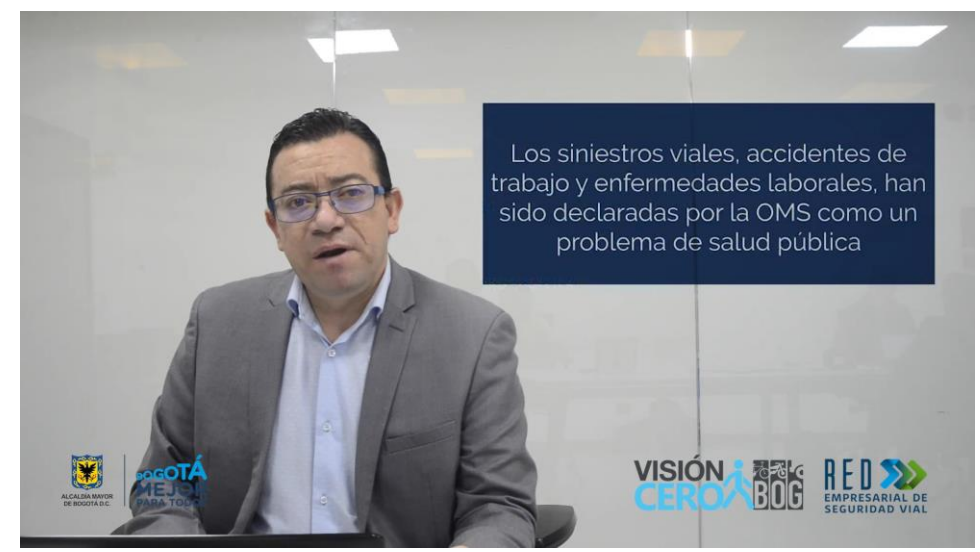 Los siniestros viales, accidentes de
trabajo y enfermedades laborales, han
sido declaradas por la OMS como un
problema de salud pública
ALCALDÍA MAYOR
DE BOGOTÁ D.C.
BOGOTÁ
MEJOR
PARA TODOS
VISIÓN
CERO BOG
RED
EMPRESARIAL DE
SEGURIDAD VIAL